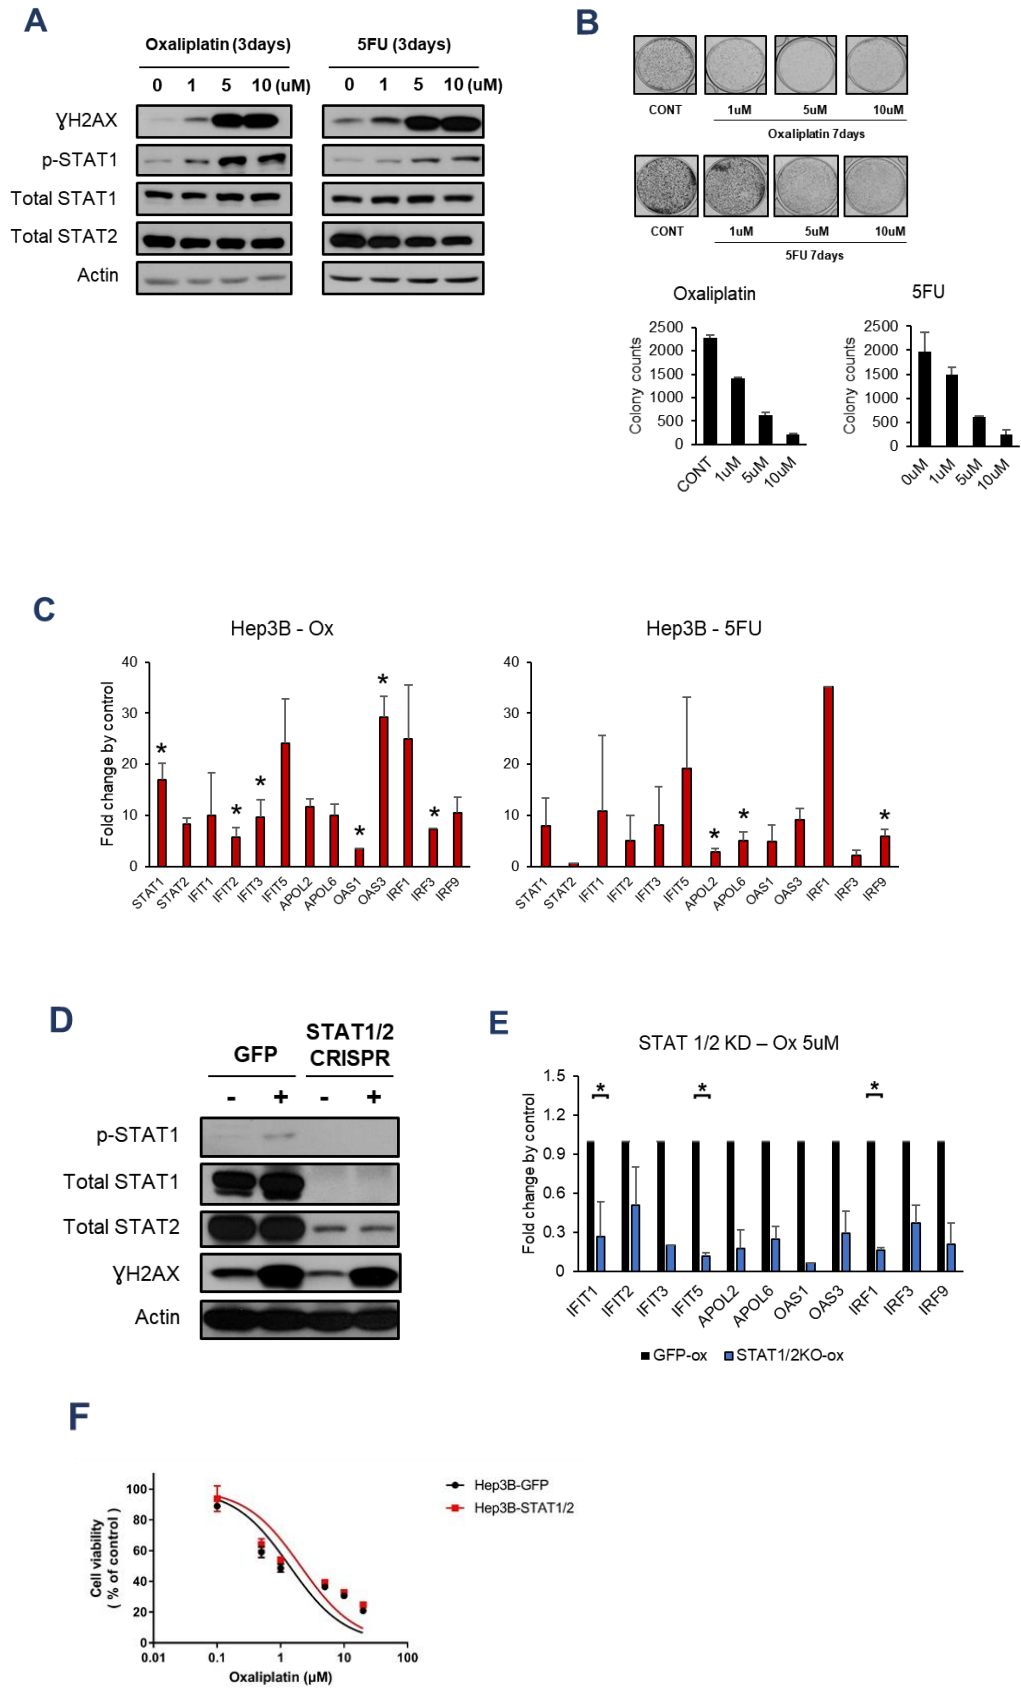 A
Oxaliplatin (3days)
5FU (3days)
0 1 5 10 (uM)
0 1 5 10 (uM)
ƔH2AX
p-STAT1
Total STAT1
Total STAT2
Actin
B
CONT 1uM 5uM 10uM
Oxaliplatin 7days
CONT 1uM 5uM 10uM
5FU 7days
Oxaliplatin
Colony counts
2500
2000
1500
1000
500
0
CONT 1uM 5uM 10uM
5FU
Colony counts
2500
2000
1500
1000
500
0
0uM 1uM 5uM 10uM
C
Hep3B - Ox
Fold change by control
40
30
20
10
0
* * * * * *
STAT1 STAT2 IFIT1 IFIT2 IFIT3 IFIT5 APOL2 APOL6 OAS1 OAS3 IRF1 IRF3 IRF9
Hep3B - 5FU
40
30
20
10
0
* * *
STAT1 STAT2 IFIT1 IFIT2 IFIT3 IFIT5 APOL2 APOL6 OAS1 OAS3 IRF1 IRF3 IRF9
D
GFP
STAT1/2
CRISPR
- + - +
p-STAT1
Total STAT1
Total STAT2
ƔH2AX
Actin
E
STAT 1/2 KD – Ox 5uM
Fold change by control
1.5
1.2
0.9
0.6
0.3
0
* * *
IFIT1 IFIT2 IFIT3 IFIT5 APOL2 APOL6 OAS1 OAS3 IRF1 IRF3 IRF9
GFP-ox STAT1/2KO-ox
F
Cell viability
( % of control )
100
80
60
40
20
0
0.01 0.1 1 10 100
Oxaliplatin (µM)
Hep3B-GFP
Hep3B-STAT1/2